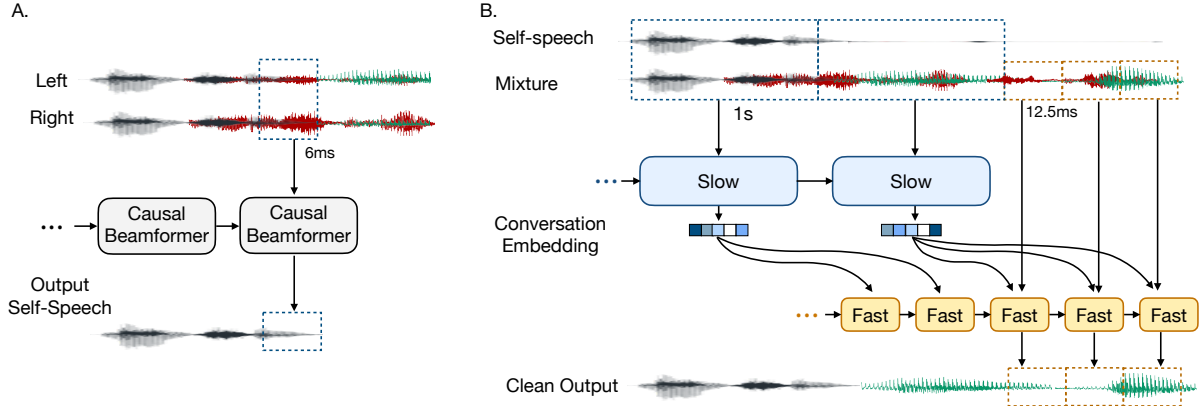 A.
Left
Right
6ms
Causal
Beamformer
Causal
Beamformer
Output
Self-Speech
B.
Self-speech
Mixture
1s
12.5ms
Slow
Slow
Conversation
Embedding
Fast
Fast
Fast
Fast
Fast
Clean Output